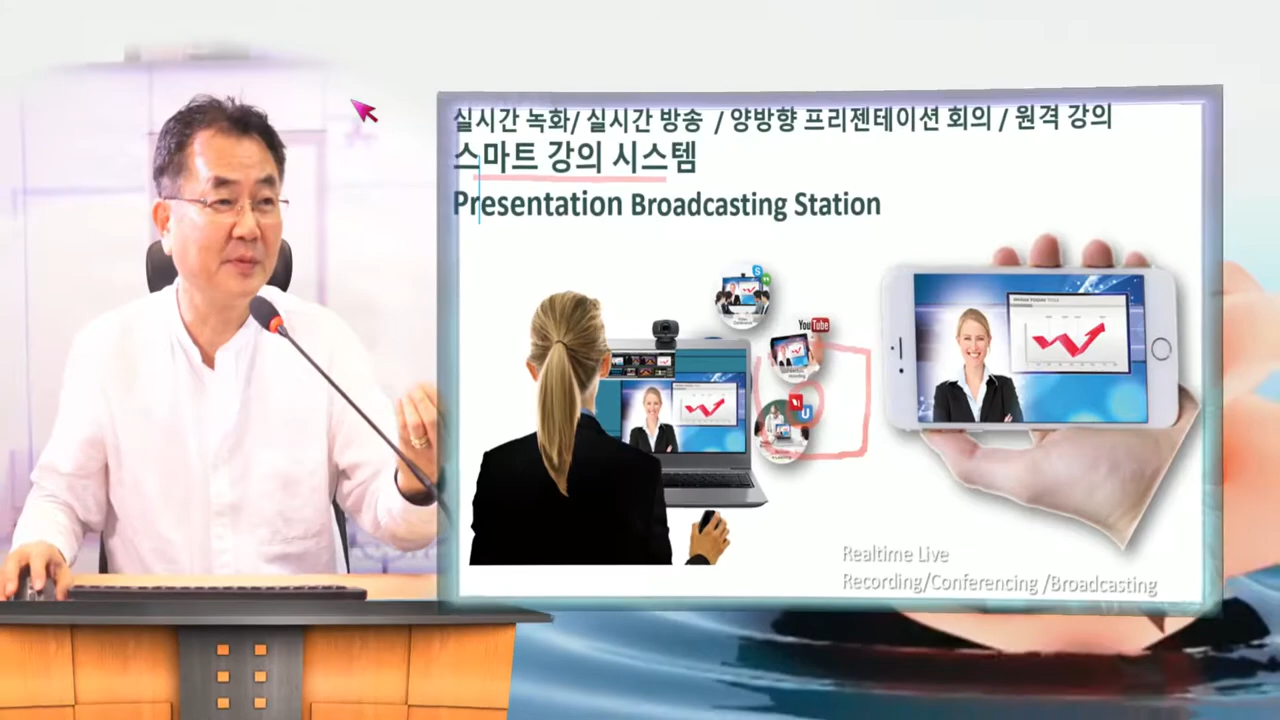 실시간 녹화/ 실시간 방송 / 양방향 프리젠테이션 회의 / 원격 강의
스마트 강의 시스템
Presentation Broadcasting Station
YouTube
Realtime Live
Recording/Conferencing /Broadcasting